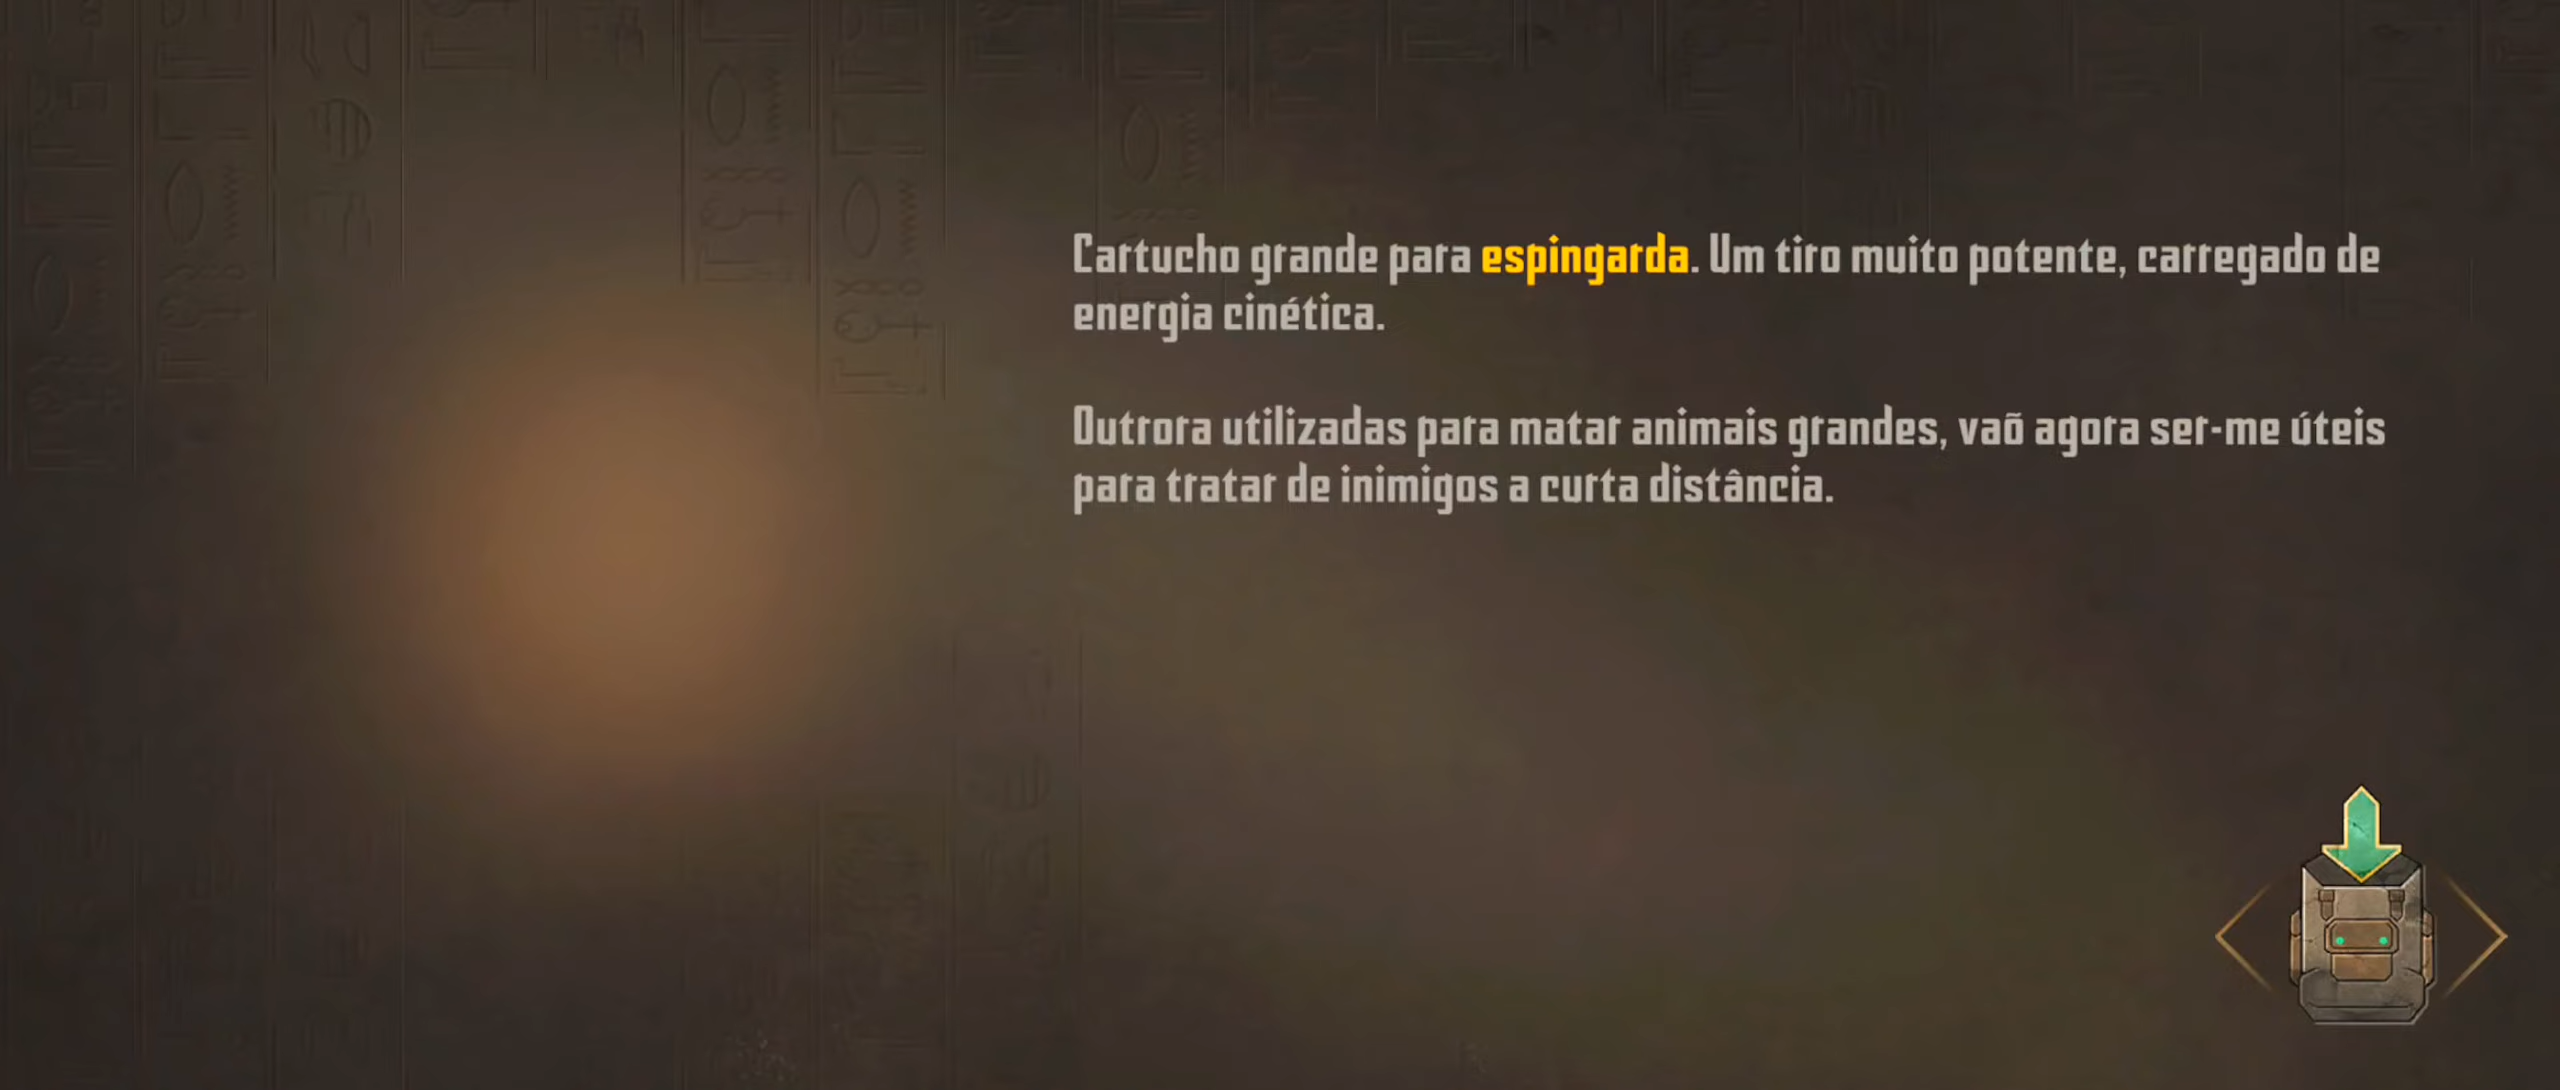 Cartucho grande para espingarda. Um tiro muito potente, carregado de
energia cinética.
Outrora utilizadas para matar animais grandes, vaõ agora ser-me úteis
para tratar de inimigos a curta distância.